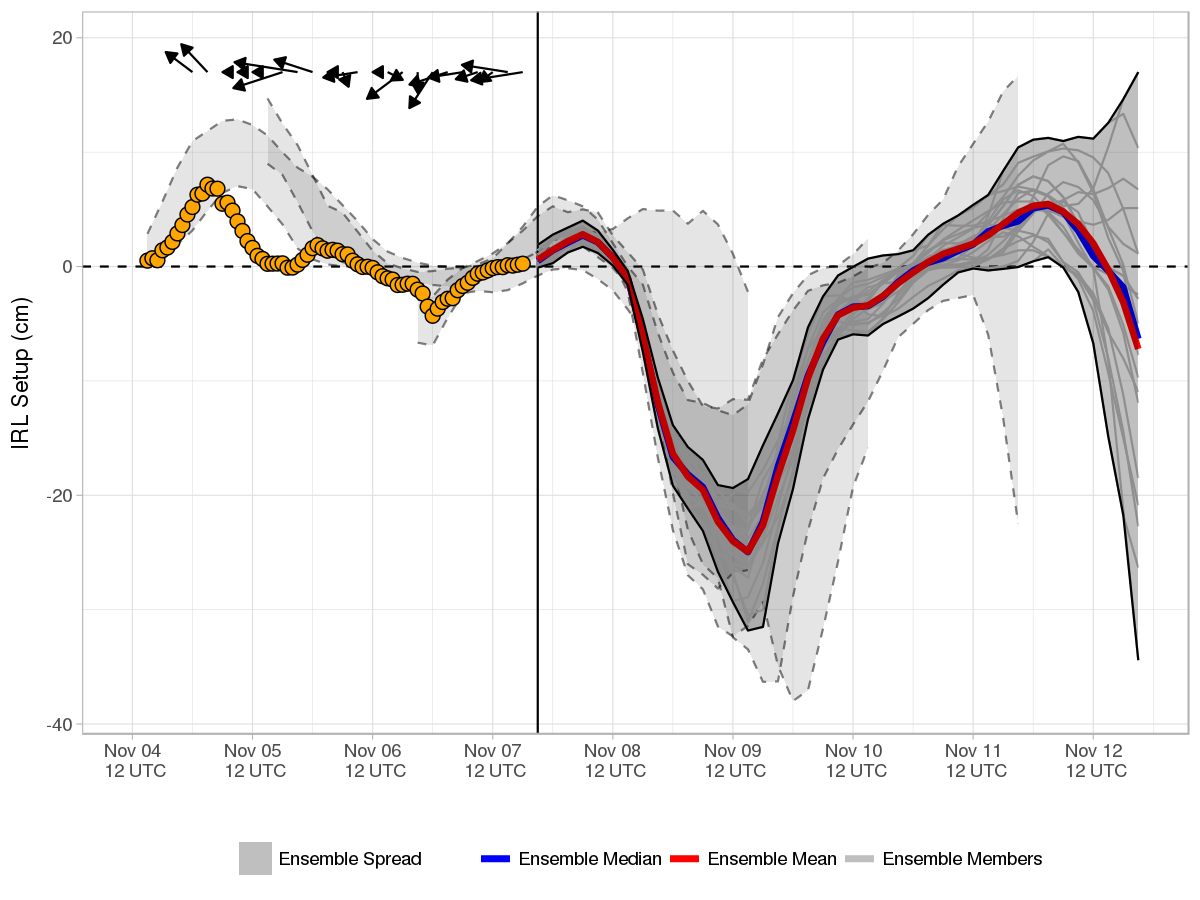 20
0
-20
-40
IRL Setup (cm)
Nov 04 Nov 05 Nov 06 Nov 07 Nov 08 Nov 09 Nov 10 Nov 11 Nov 12
12 UTC 12 UTC 12 UTC 12 UTC 12 UTC 12 UTC 12 UTC 12 UTC 12 UTC
Ensemble Spread Ensemble Median Ensemble Mean Ensemble Members